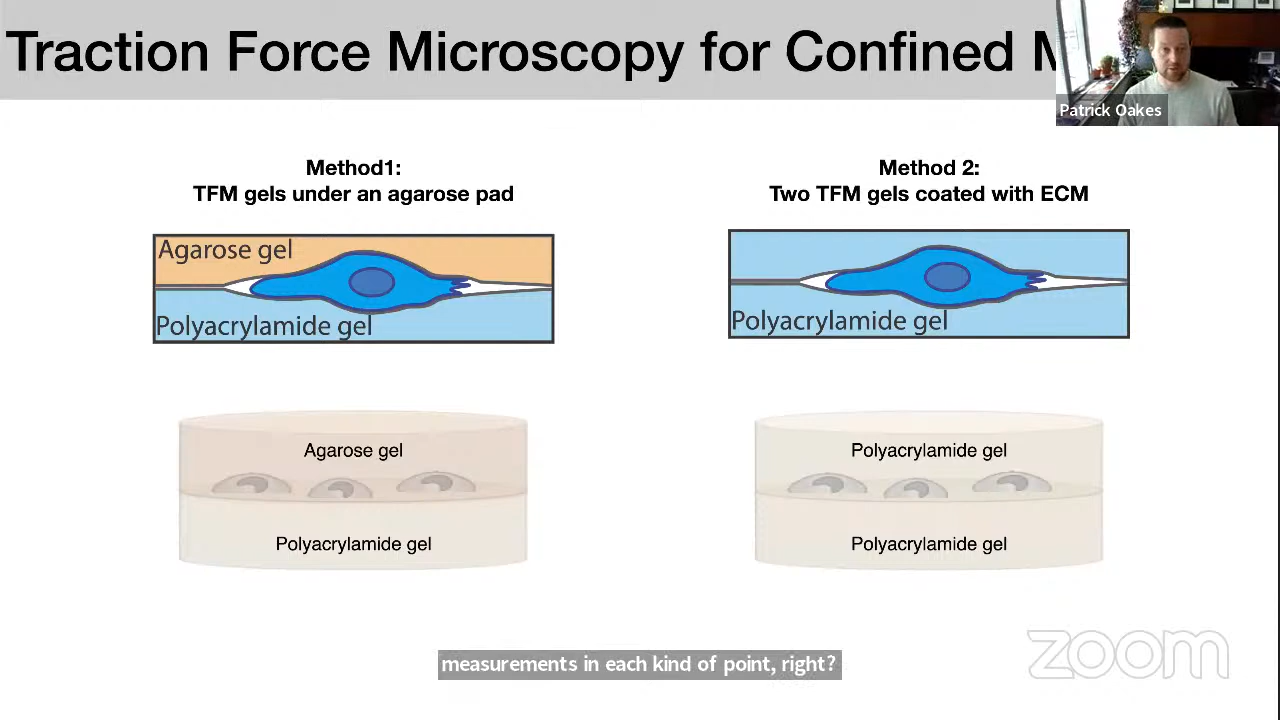 Traction Force Microscopy for Confined
Patrick Oakes
Method1:
TFM gels under an agarose pad
Agarose gel
Polyacrylamide gel
Agarose gel
Polyacrylamide gel
Method 2:
Two TFM gels coated with ECM
Polyacrylamide gel
Polyacrylamide gel
Polyacrylamide gel
measurements in each kind of point, right?
zoom